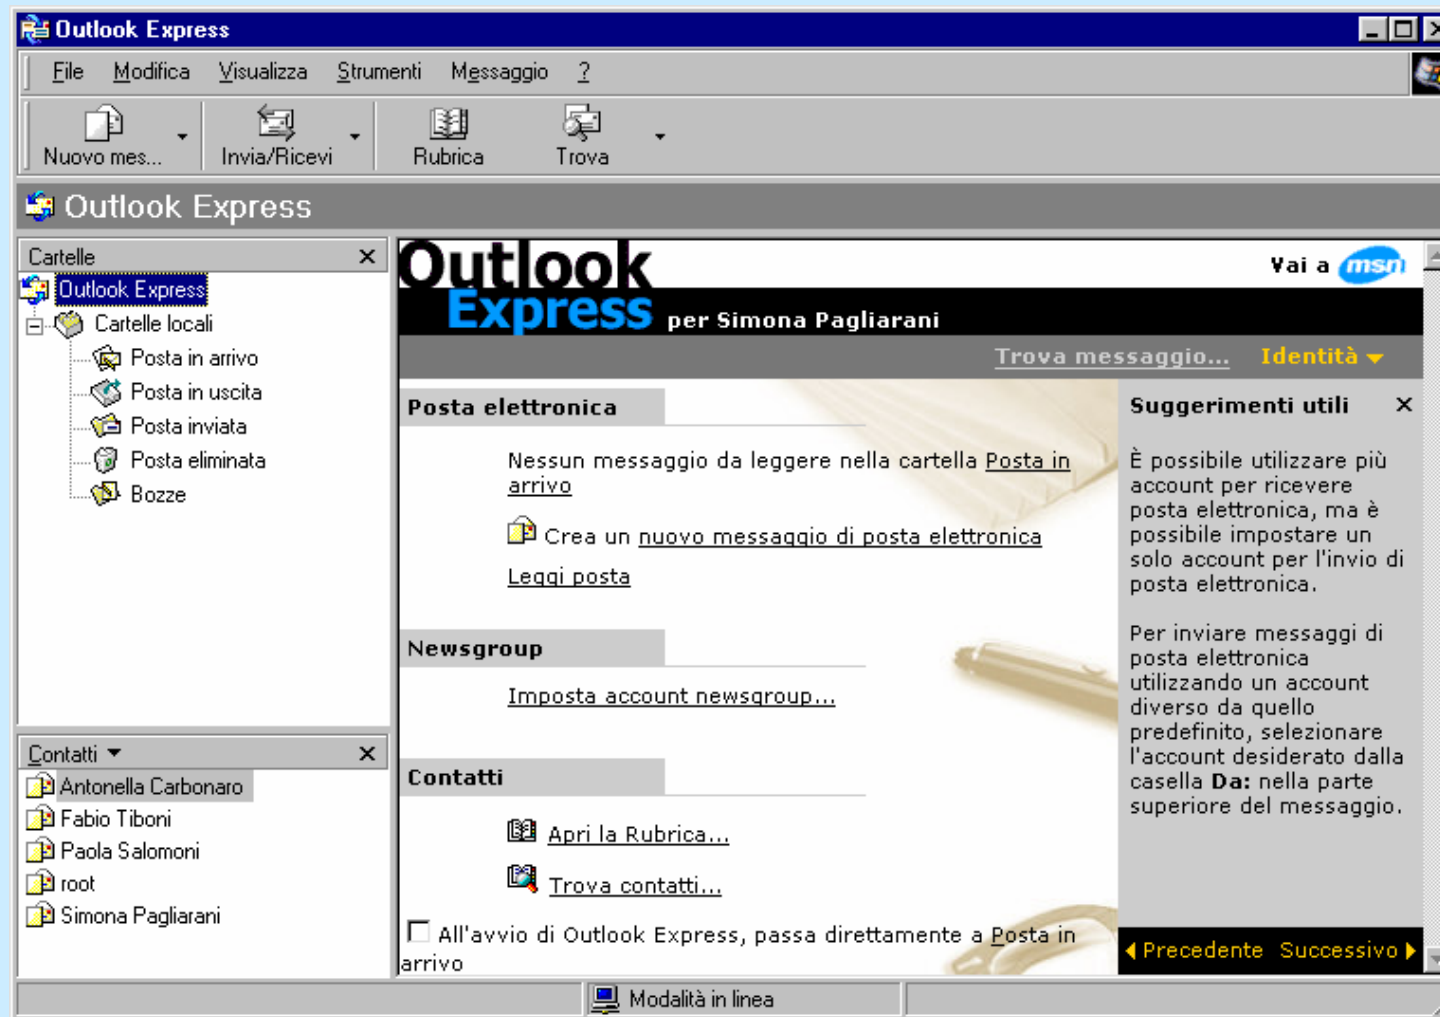 Outlook Express
File Modifica Visualizza Strumenti Messaggio ?
Nuovo mes... Invia/Ricevi Rubrica Trova
Outlook Express
Cartelle
Outlook Express
Cartelle locali
Posta in arrivo
Posta in uscita
Posta inviata
Posta eliminata
Bozze
Contatti
Antonella Carbonaro
Fabio Tiboni
Paola Salomoni
root
Simona Pagliarani
Outlook
Express per Simona Pagliarani
Vai a msn
Trova messaggio... Identità
Posta elettronica
Nessun messaggio da leggere nella cartella Posta in
arrivo
Crea un nuovo messaggio di posta elettronica
Leggi posta
Newsgroup
Imposta account newsgroup...
Contatti
Apri la Rubrica...
Trova contatti...
All'avvio di Outlook Express, passa direttamente a Posta in
arrivo
Suggerimenti utili
È possibile utilizzare più
account per ricevere
posta elettronica, ma è
possibile impostare un
solo account per l'invio di
posta elettronica.
Per inviare messaggi di
posta elettronica
utilizzando un account
diverso da quello
predefinito, selezionare
l'account desiderato dalla
casella Da: nella parte
superiore del messaggio.
Precedente Successivo
Modalità in linea